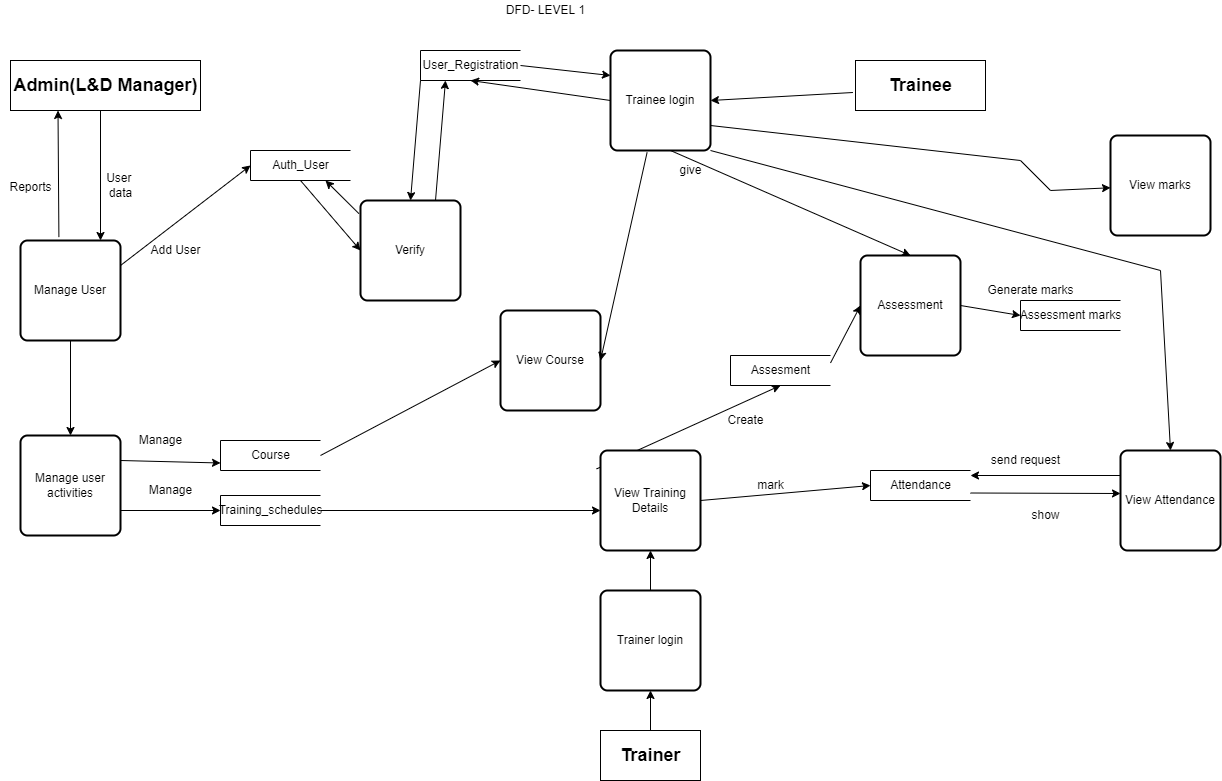 DFD- LEVEL 1
User_Registration
Admin(L&D Manager)
Trainee login
Trainee
Auth_User
give
Reports
User
data
View marks
Add User
Verify
Manage User
Generate marks
Assessment
Assessment marks
View Course
Assesment
Create
Manage
Course
send request
Manage user
activities
Manage
mark
Attendance
View Training
Details
View Attendance
Training_schedules
show
Trainer login
Trainer